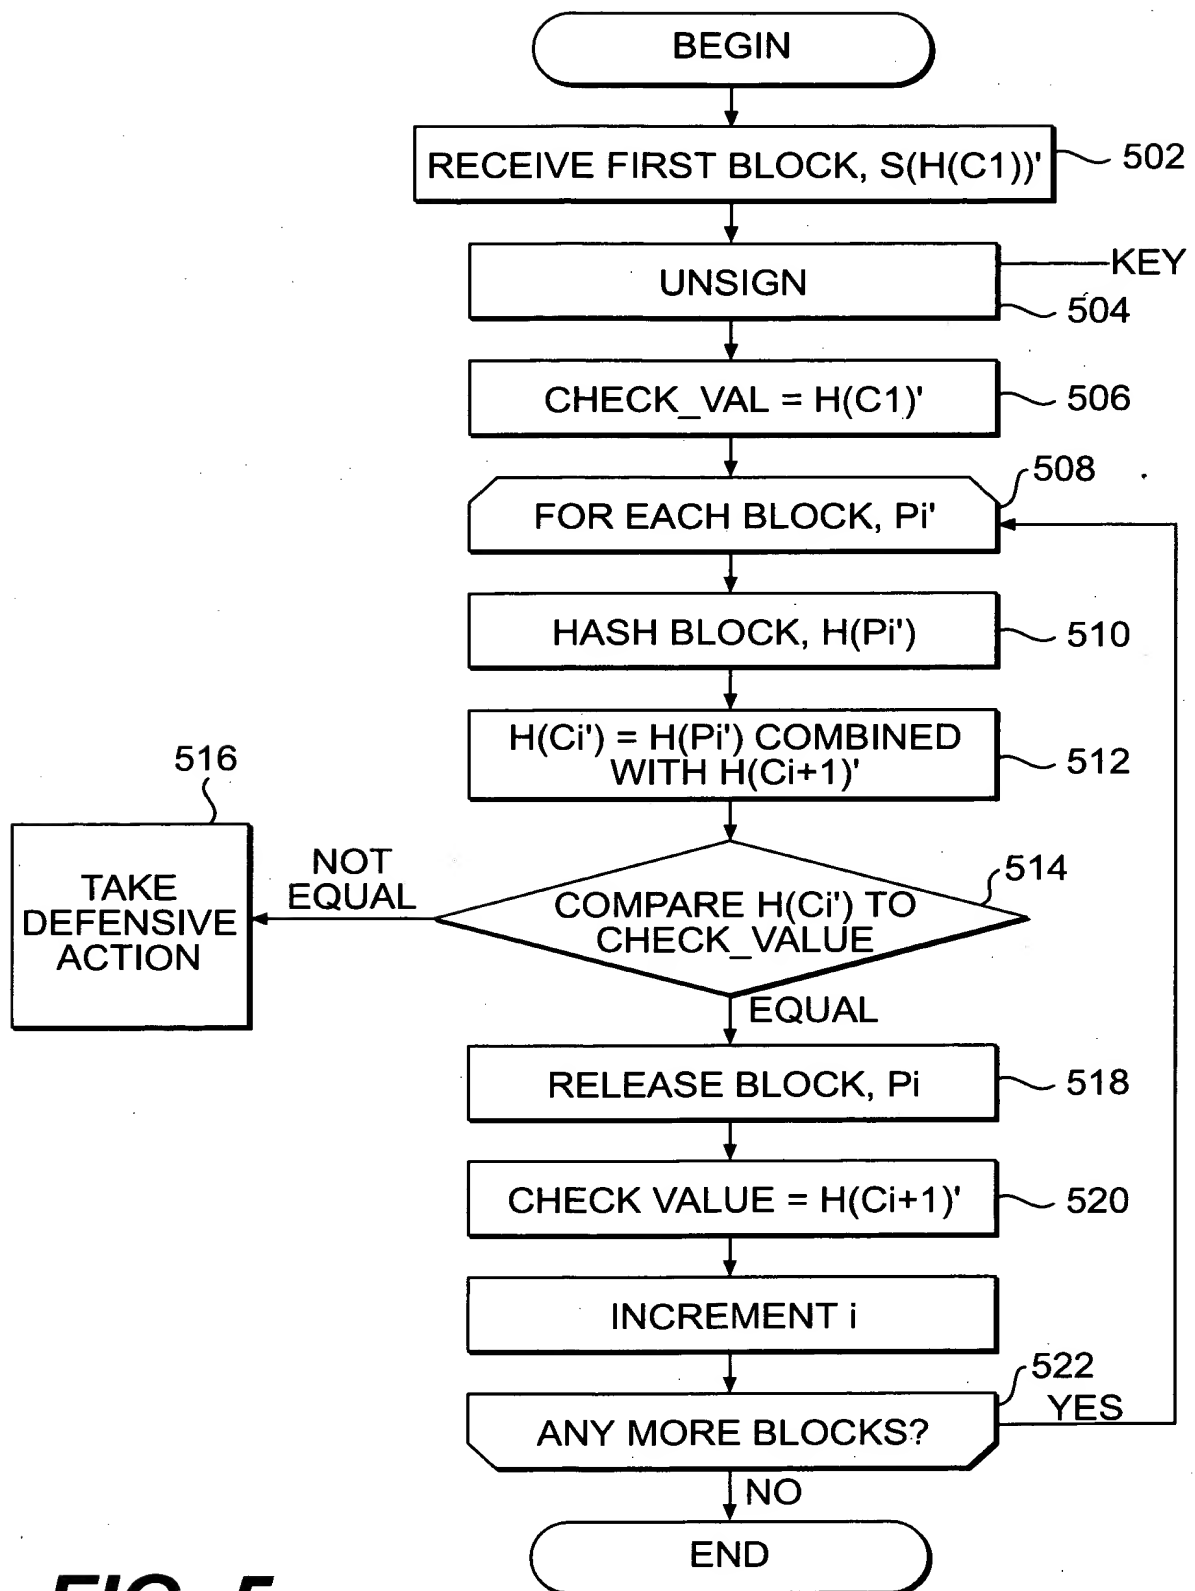 BEGIN
RECEIVE FIRST BLOCK, S(H(C1))'
502
UNSIGN
KEY
504
CHECK_VAL = H(C1)'
506
508
FOR EACH BLOCK, Pi'
HASH BLOCK, H(Pi')
510
H(Ci') = H(Pi') COMBINED
WITH H(Ci+1)'
512
516
TAKE
DEFENSIVE
ACTION
NOT
EQUAL
514
COMPARE H(Ci') TO
CHECK_VALUE
EQUAL
RELEASE BLOCK, Pi
518
CHECK VALUE = H(Ci+1)'
520
INCREMENT i
522
ANY MORE BLOCKS?
YES
NO
END
FIG. 5